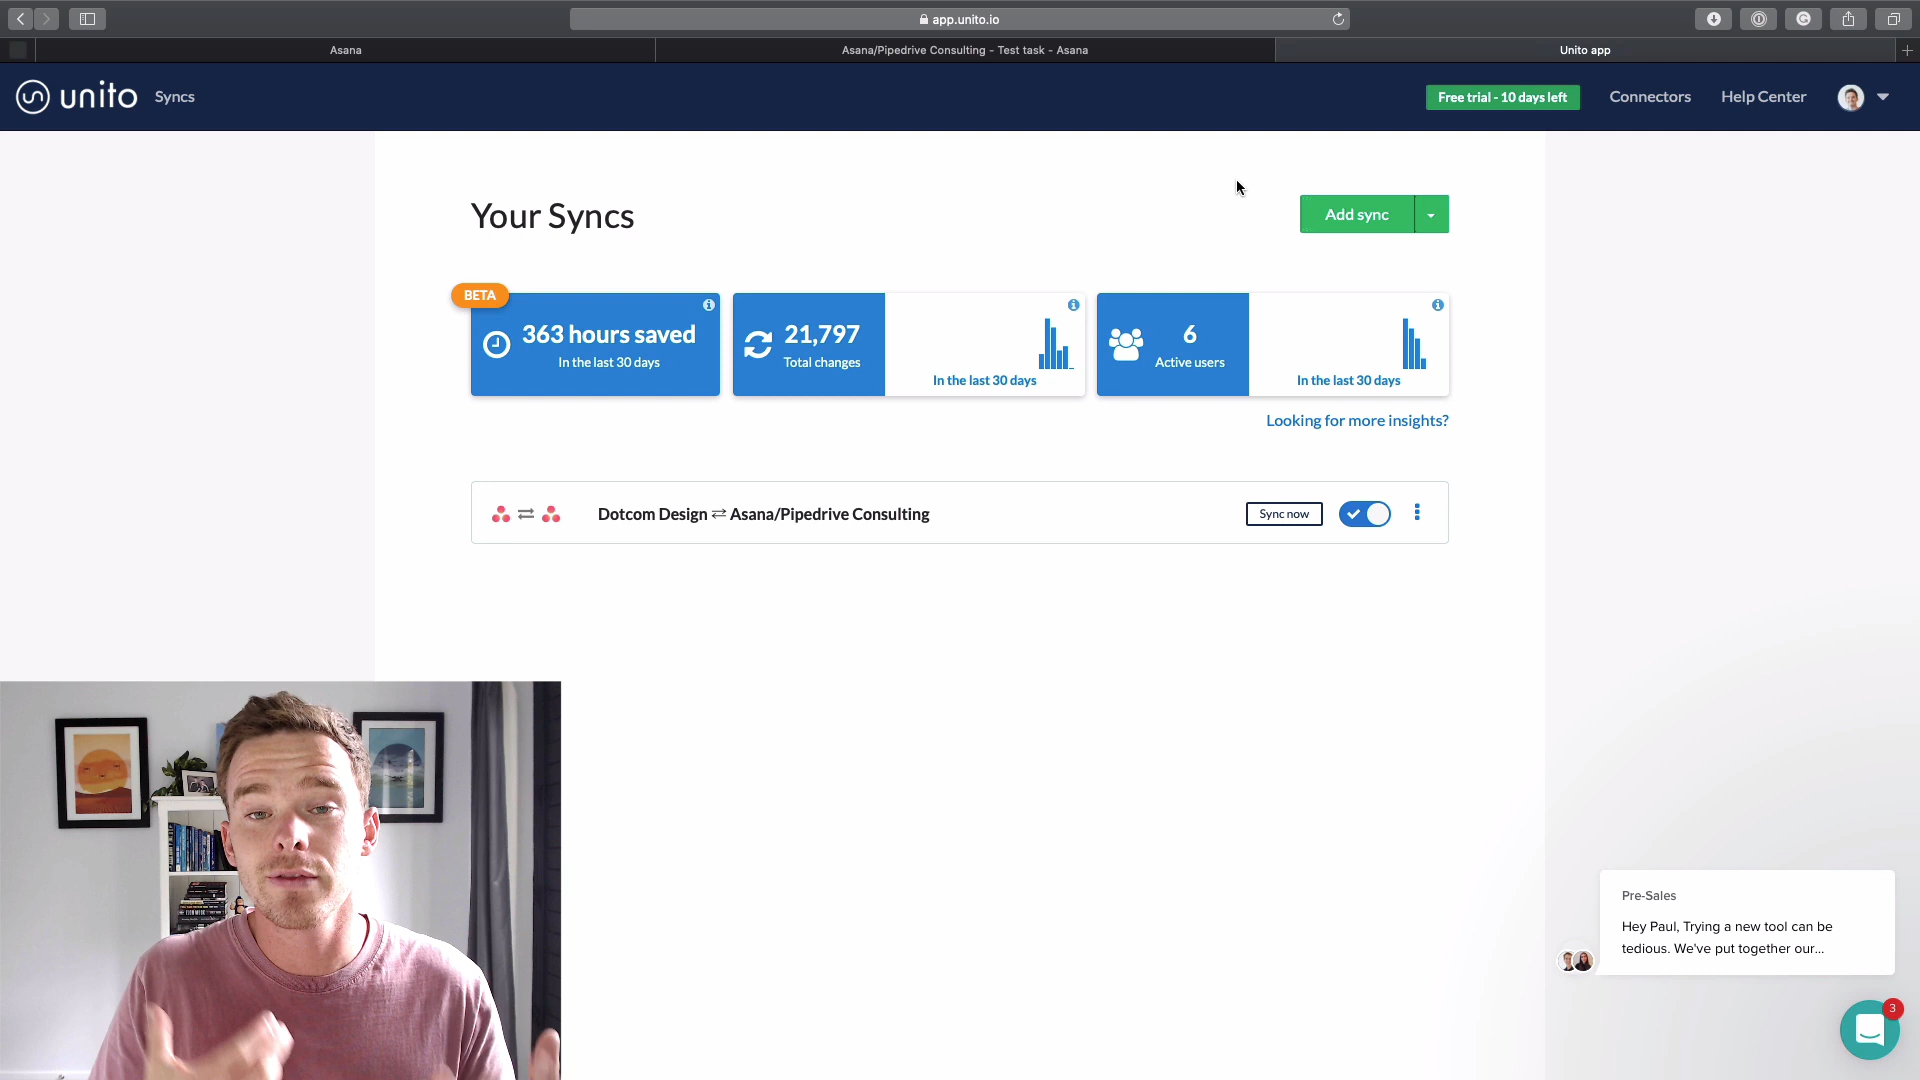 app.unito.io
Asana
Asana/Pipedrive Consulting - Test task - Asana
Unito app
unito
Syncs
Free trial - 10 days left
Connectors
Help Center
Your Syncs
Add sync
BETA
363 hours saved
In the last 30 days
21,797
Total changes
In the last 30 days
6
Active users
In the last 30 days
Looking for more insights?
Dotcom Design ⇄ Asana/Pipedrive Consulting
Sync now
Pre-Sales
Hey Paul, Trying a new tool can be
tedious. We've put together our...
3